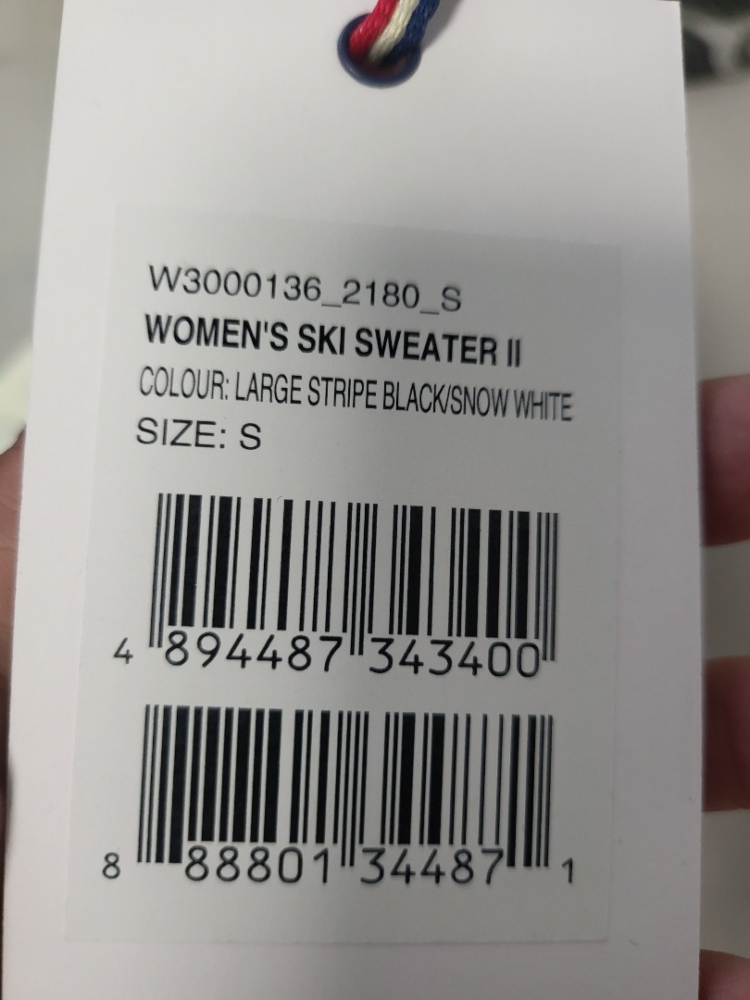 W3000136_2180_S
WOMEN'S SKI SWEATER II
COLOUR: LARGE STRIPE BLACK/SNOW WHITE
SIZE: S
4 894487 343400
8 88801 34487 1